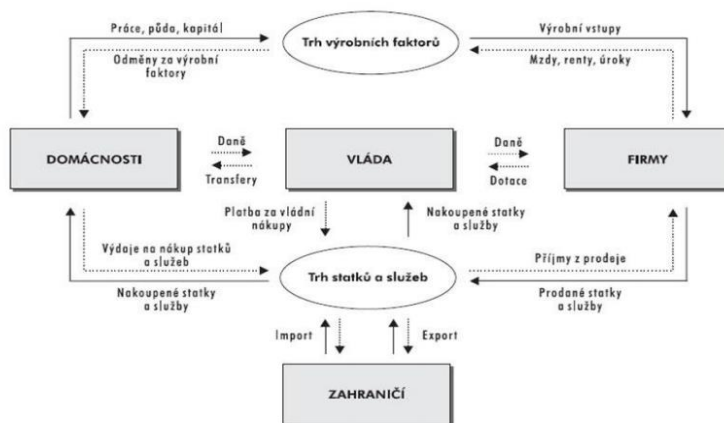 Práce, půda, kapitál
Trh výrobních faktorů
Výrobní vstupy
Odměny za výrobní
faktory
Mzdy, renty, úroky
DOMÁCNOSTI
Daně
Transfery
VLÁDA
Daně
Dotace
FIRMY
Platba za vládní
nákupy
Nakoupené statky
a služby
Výdaje na nákup statků
a služeb
Trh statků a služeb
Příjmy z prodeje
Nakoupené statky
a služby
Prodané statky
a služby
Import
Export
ZAHRANIČÍ